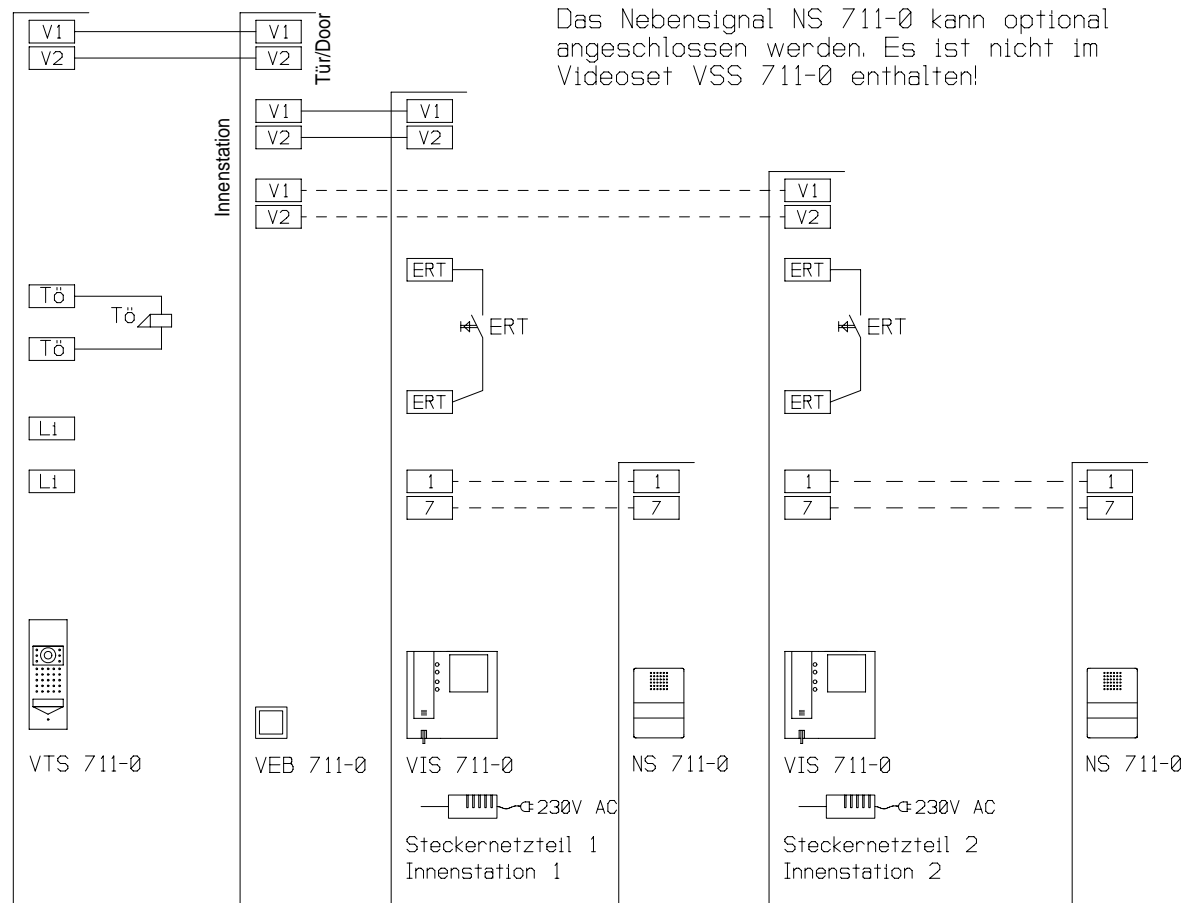 Das Nebensignal NS 711-0 kann optional
angeschlossen werden. Es ist nicht im
Videoset VSS 711-0 enthalten!
V1 V1
V2 V2
Tür/Door
V1 V1
V2 V2
Innenstation
V1 V1
V2 V2
ERT ERT
Tö
Tö
ERT ERT
Tö
ERT ERT
Li
Li
1 1 1 1
7 7 7 7
VTS 711-0 VEB 711-0 VIS 711-0 NS 711-0 VIS 711-0 NS 711-0
230V AC 230V AC
Steckernetzteil 1 Steckernetzteil 2
Innenstation 1 Innenstation 2